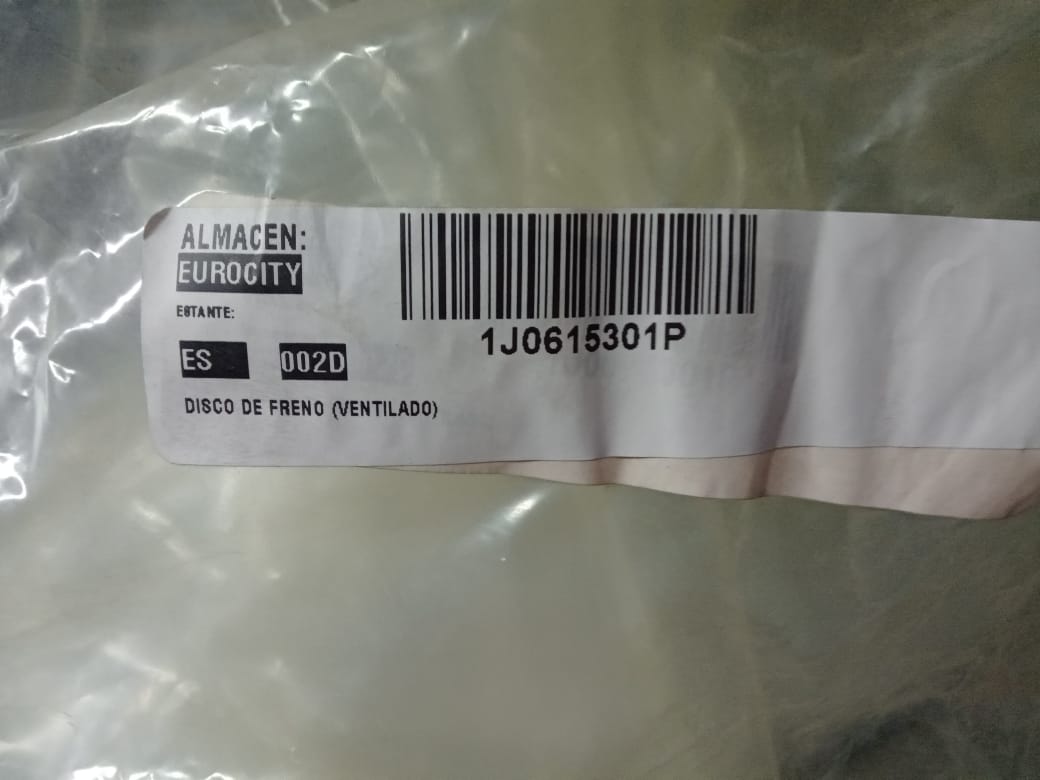 ALMACEN:
EUROCITY
ESTANTE:
ES 002D
DISCO DE FRENO (VENTILADO)
1J0615301P